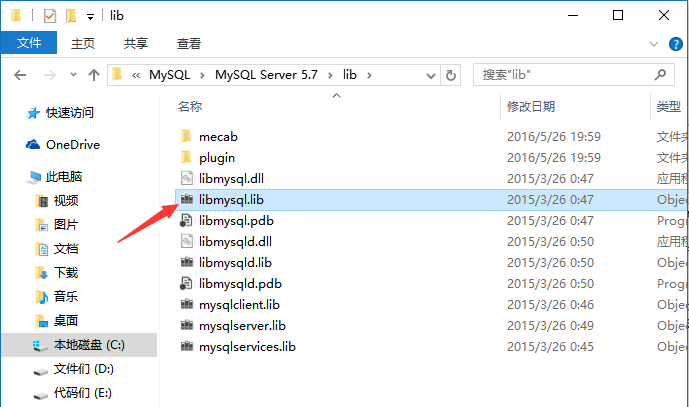 lib
文件 主页 共享 查看
« MySQL > MySQL Server 5.7 > lib > 搜索"lib"
名称 修改日期 类型
快速访问
OneDrive
此电脑
视频
图片
文档
下载
音乐
桌面
本地磁盘 (C:)
文件们 (D:)
代码们 (E:)
mecab 2016/5/26 19:59 文件夹
plugin 2016/5/26 19:59 文件夹
libmysql.dll 2015/3/26 0:47 应用程
libmysql.lib 2015/3/26 0:47 Objec
libmysql.pdb 2015/3/26 0:47 Progr
libmysqld.dll 2015/3/26 0:50 应用程
libmysqld.lib 2015/3/26 0:50 Objec
libmysqld.pdb 2015/3/26 0:50 Progr
mysqlclient.lib 2015/3/26 0:46 Objec
mysqlserver.lib 2015/3/26 0:49 Objec
mysqlservices.lib 2015/3/26 0:45 Objec